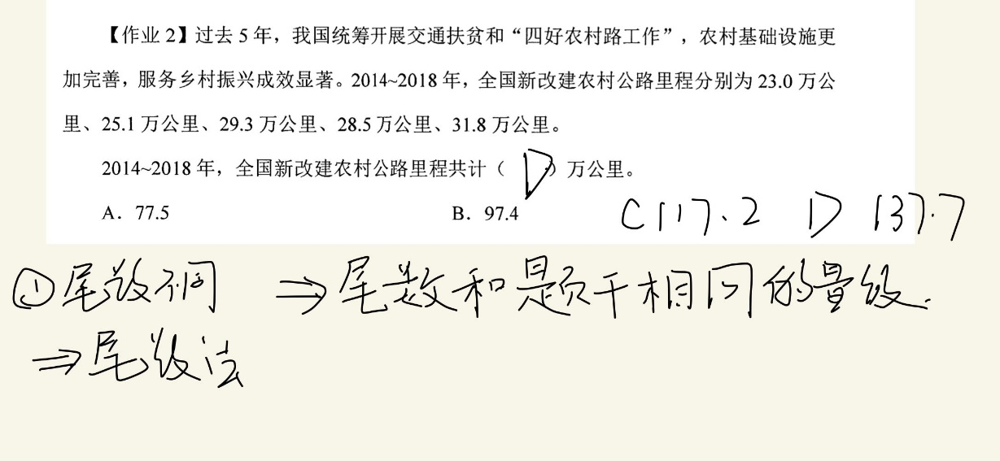 【作业 2】过去 5 年，我国统筹开展交通扶贫和“四好农村路工作”，农村基础设施更
加完善，服务乡村振兴成效显著。2014~2018 年，全国新改建农村公路里程分别为 23.0 万公
里、25.1 万公里、29.3 万公里、28.5 万公里、31.8 万公里。
2014~2018 年，全国新改建农村公路里程共计（ D ）万公里。
A．77.5 B．97.4 C 117.2 D 137.7
①尾数不同 ⇒ 尾数和题干相同的量级.
⇒尾数法